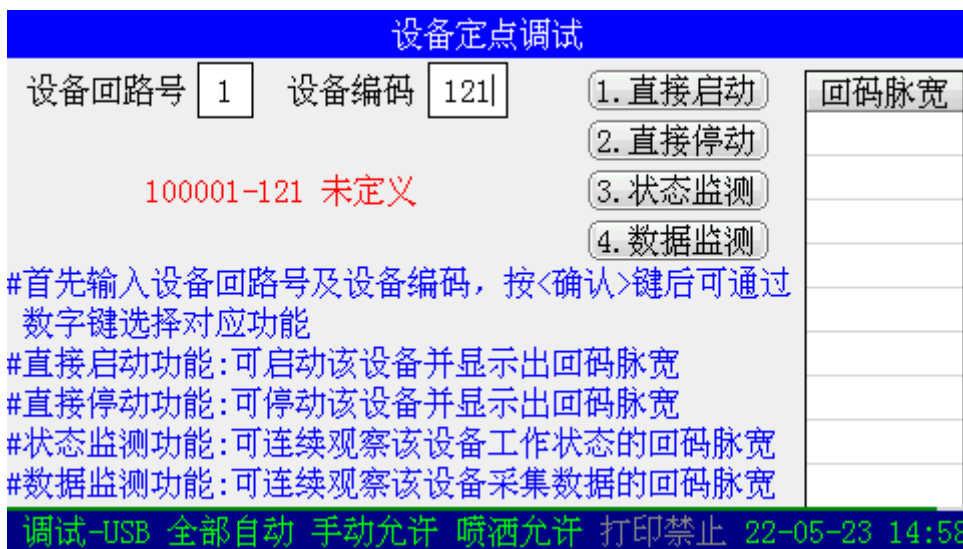 设备定点调试
设备回路号 1 设备编码 121 1.直接启动 回码脉宽
2.直接停动
100001-121 未定义 3.状态监测
4.数据监测
#首先输入设备回路号及设备编码，按<确认>键后可通过
数字键选择对应功能
#直接启动功能:可启动该设备并显示出回码脉宽
#直接停动功能:可停动该设备并显示出回码脉宽
#状态监测功能:可连续观察该设备工作状态的回码脉宽
#数据监测功能:可连续观察该设备采集数据的回码脉宽
调试-USB 全部自动 手动允许 喷洒允许 打印禁止 22-05-23 14:58